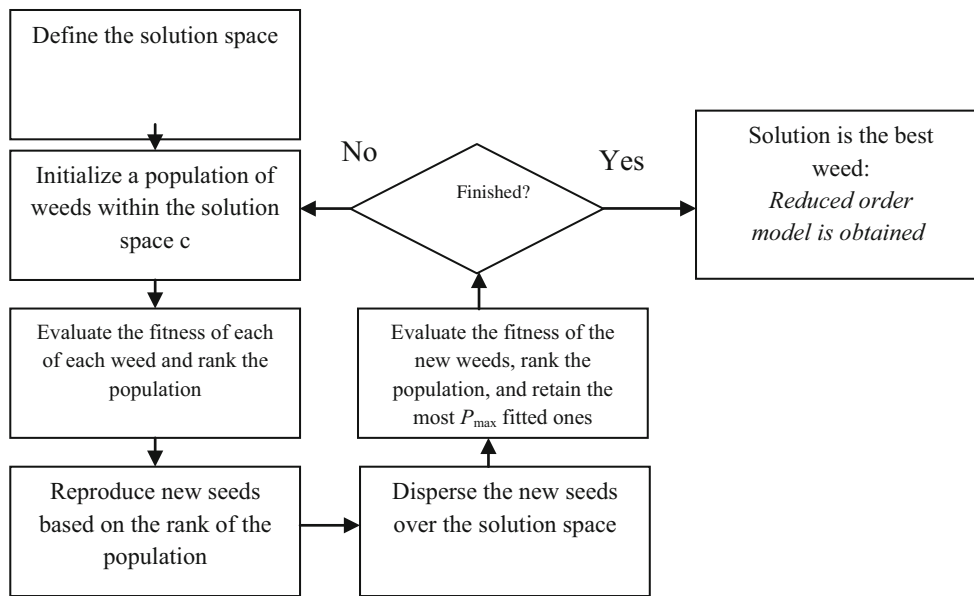 Define the solution space
Initialize a population of
weeds within the solution
space c
Evaluate the fitness of each
of each weed and rank the
population
Reproduce new seeds
based on the rank of the
population
Disperse the new seeds
over the solution space
Evaluate the fitness of the
new weeds, rank the
population, and retain the
most Pmax fitted ones
Finished?
No
Yes
Solution is the best
weed:
Reduced order
model is obtained